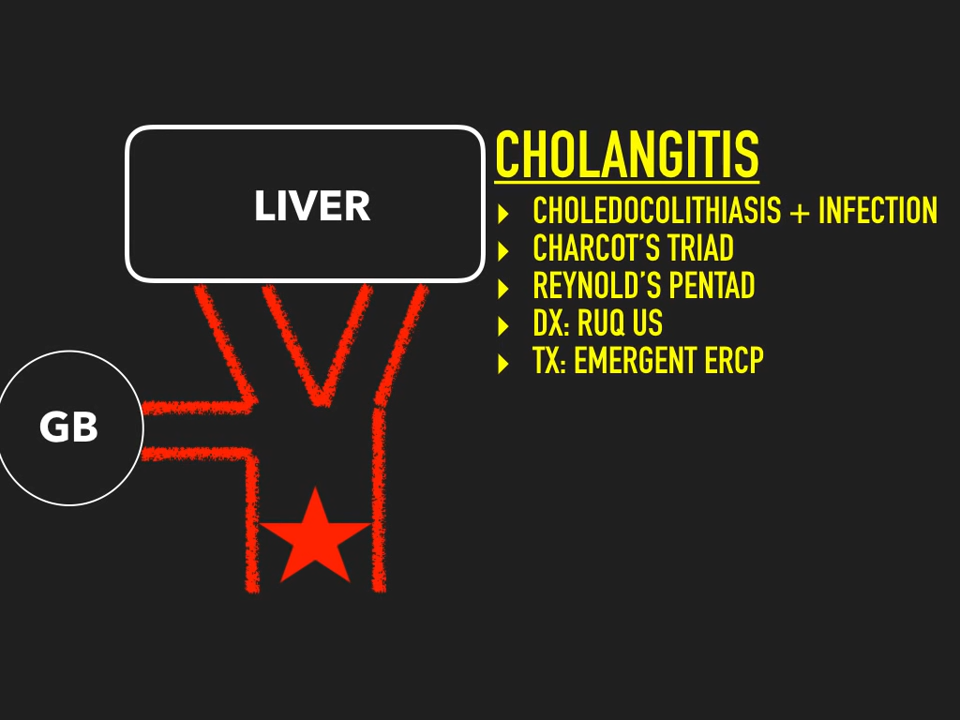 CHOLANGITIS
LIVER
▸ CHOLEDOCOLITHIASIS + INFECTION
▸ CHARCOT'S TRIAD
▸ REYNOLD'S PENTAD
▸ DX: RUQ US
▸ TX: EMERGENT ERCP
GB